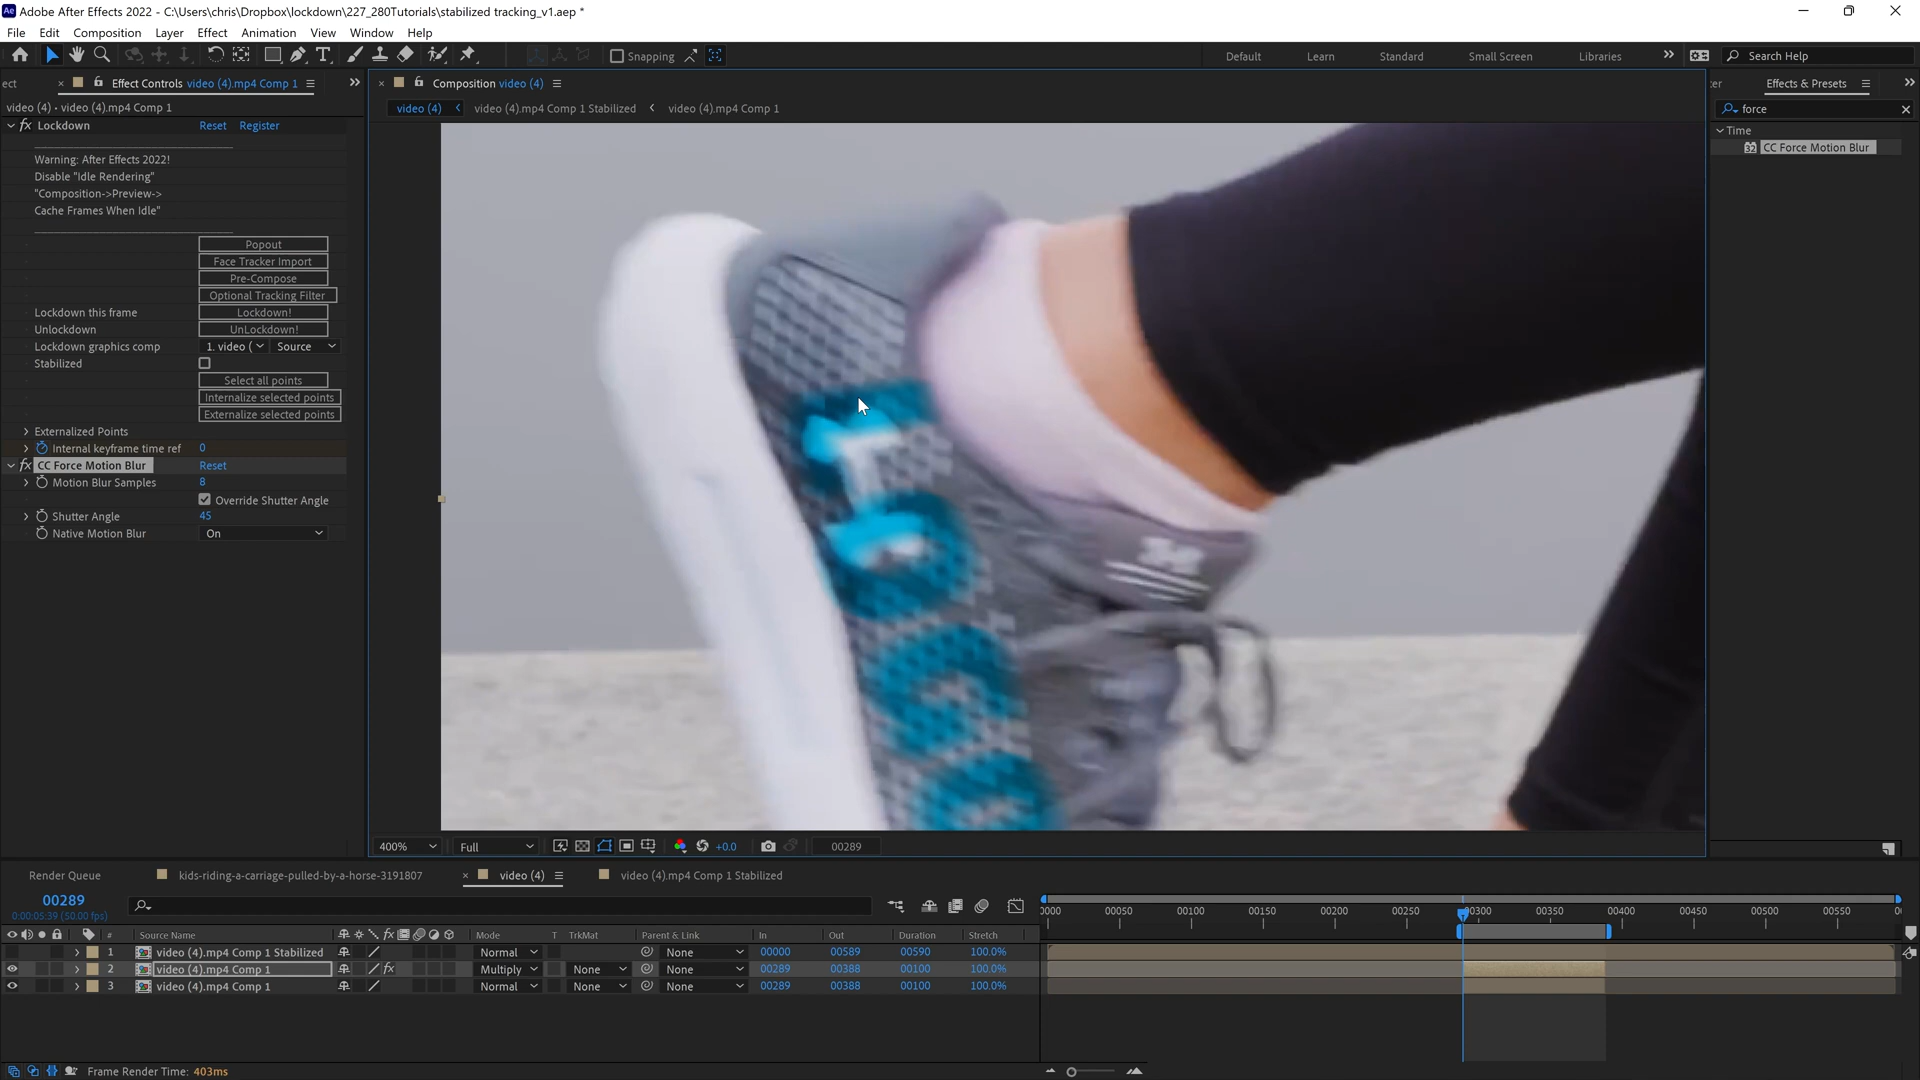 Adobe After Effects 2022 - C:\Users\chris\Dropbox\lockdown\227_280Tutorials\stabilized tracking_v1.aep *
File Edit Composition Layer Effect Animation View Window Help
Snapping Default Learn Standard Small Screen Libraries Search Help
ect Effect Controls video (4).mp4 Comp 1 Composition video (4) Effects & Presets
video (4) • video (4).mp4 Comp 1 video (4) video (4).mp4 Comp 1 Stabilized video (4).mp4 Comp 1 force
Lockdown Reset Register Time
Warning: After Effects 2022! CC Force Motion Blur
Disable "Idle Rendering"
"Composition->Preview->
Cache Frames When Idle"
Popout
Face Tracker Import
Pre-Compose
Optional Tracking Filter
Lockdown this frame Lockdown!
Unlockdown UnLockdown!
Lockdown graphics comp 1. video ( Source
Stabilized
Select all points
Internalize selected points
Externalize selected points
Externalized Points
Internal keyframe time ref 0
CC Force Motion Blur Reset
Motion Blur Samples 8
Override Shutter Angle
Shutter Angle 45
Native Motion Blur On
400% Full +0.0 00289
Render Queue kids-riding-a-carriage-pulled-by-a-horse-3191807 video (4) video (4).mp4 Comp 1 Stabilized
00289
0:00:05:39 (50.00 fps)
0000 00050 00100 00150 00200 00250 00300 00350 00400 00450 00500 00550
# Source Name Mode T TrkMat Parent & Link In Out Duration Stretch
1 video (4).mp4 Comp 1 Stabilized Normal None 00000 00589 00590 100.0%
2 video (4).mp4 Comp 1 Multiply None None 00289 00388 00100 100.0%
3 video (4).mp4 Comp 1 Normal None None 00289 00388 00100 100.0%
Frame Render Time: 403ms